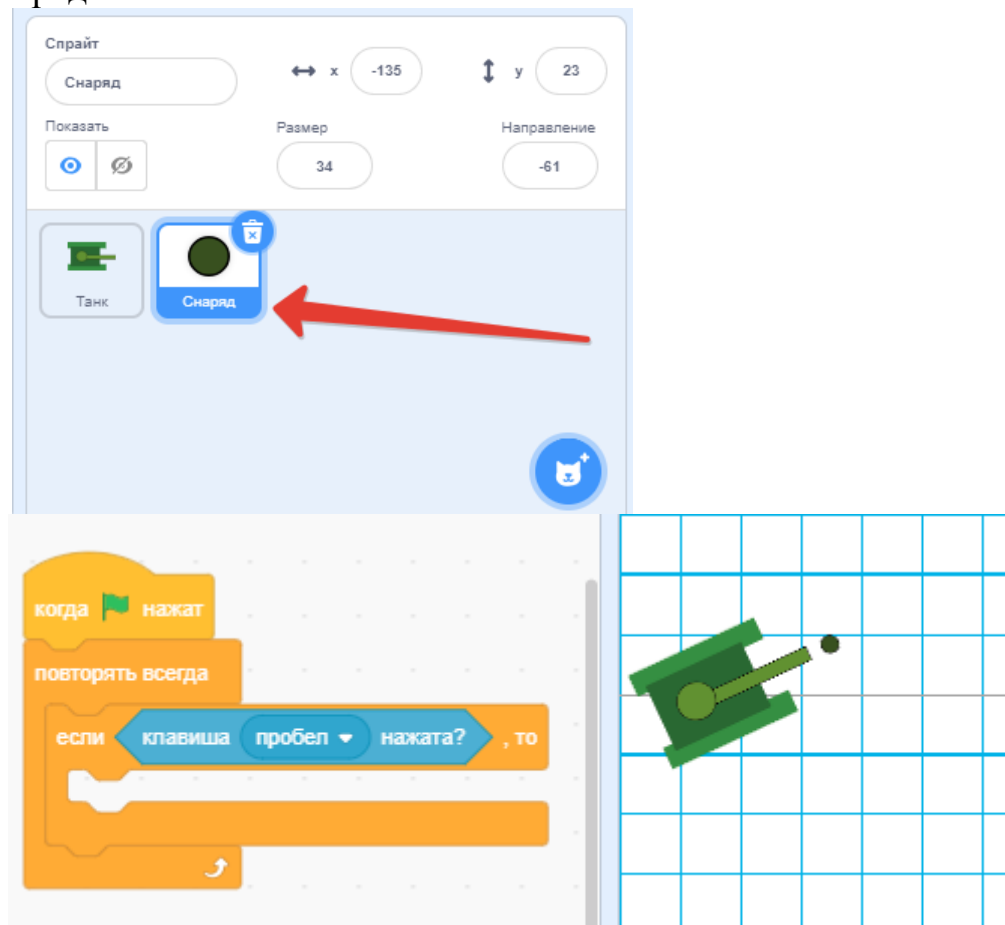 Спрайт
Снаряд
x -135
y 23
Показать
Размер
Направление
34
-61
Танк
Снаряд
когда нажат
повторять всегда
если клавиша пробел нажата? , то